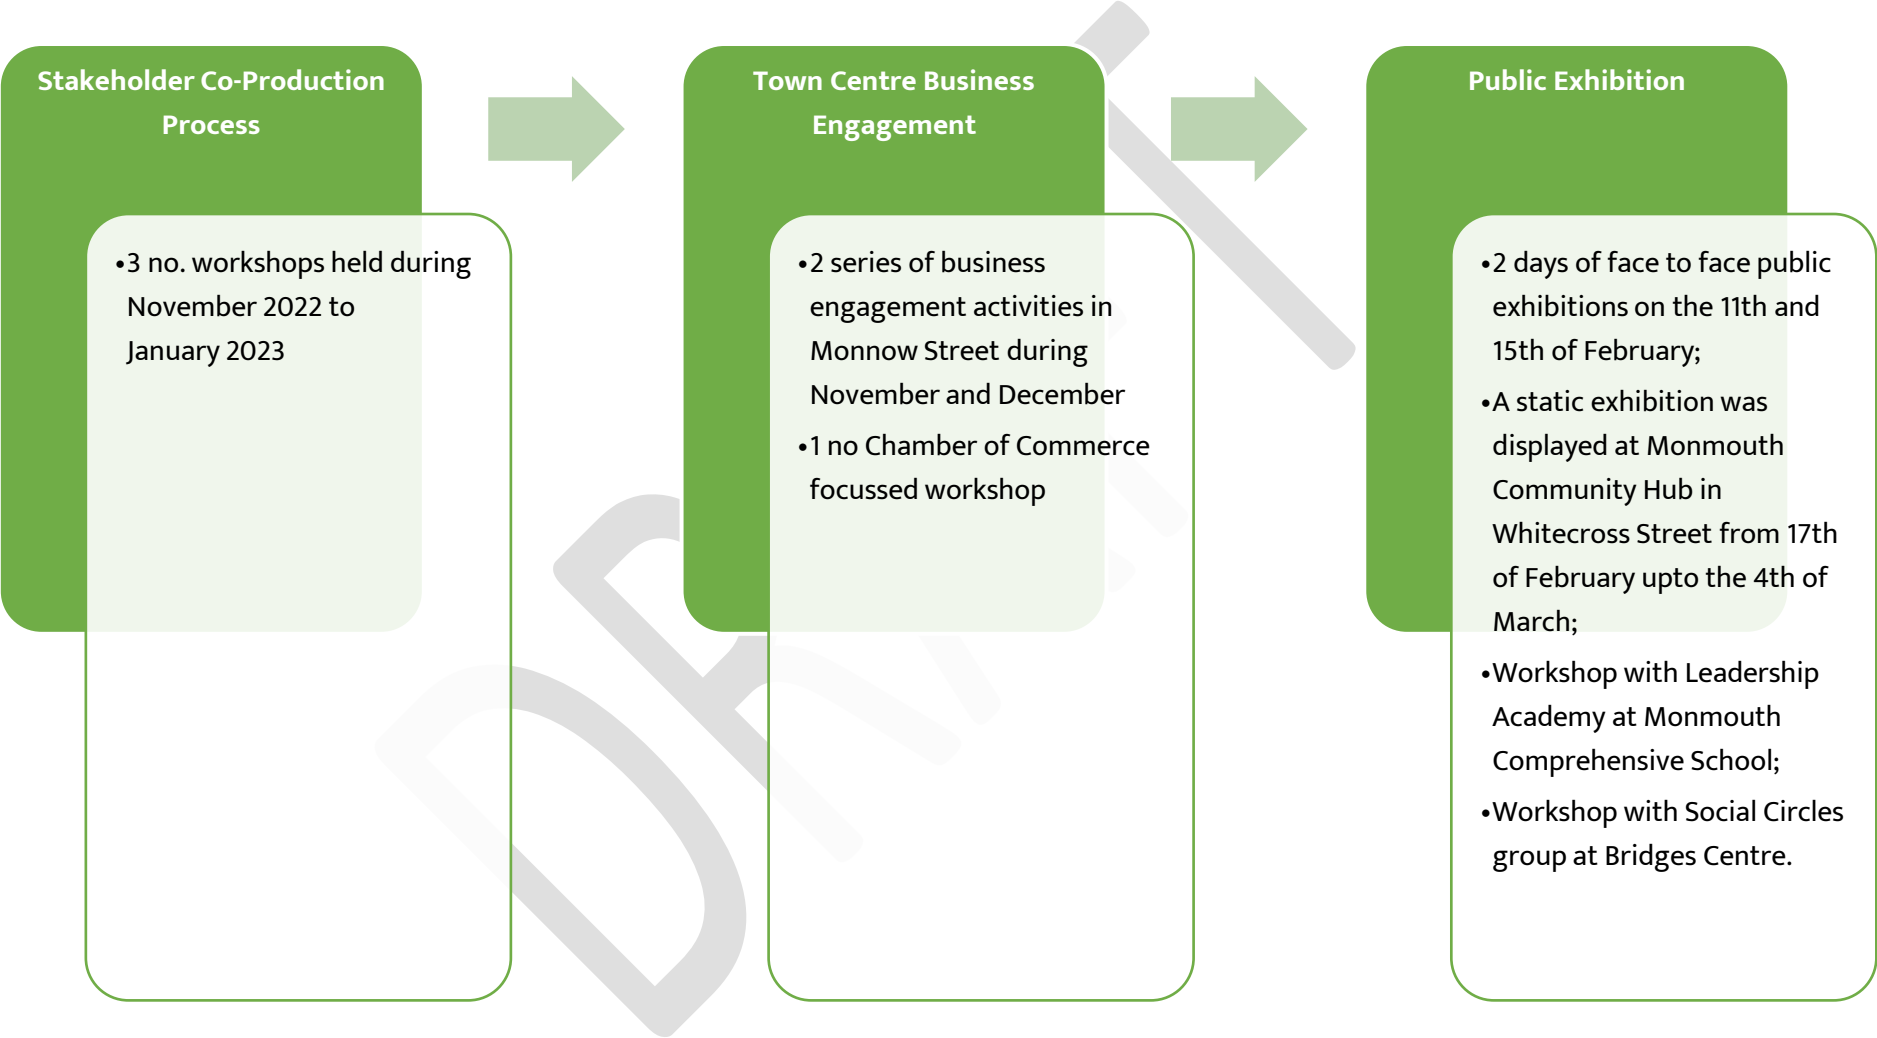 Stakeholder Co-Production
Process
•3 no. workshops held during
November 2022 to
January 2023
Town Centre Business
Engagement
•2 series of business
engagement activities in
Monnow Street during
November and December
•1 no Chamber of Commerce
focussed workshop
Public Exhibition
•2 days of face to face public
exhibitions on the 11th and
15th of February;
•A static exhibition was
displayed at Monmouth
Community Hub in
Whitecross Street from 17th
of February upto the 4th of
March;
•Workshop with Leadership
Academy at Monmouth
Comprehensive School;
•Workshop with Social Circles
group at Bridges Centre.
DRAFT